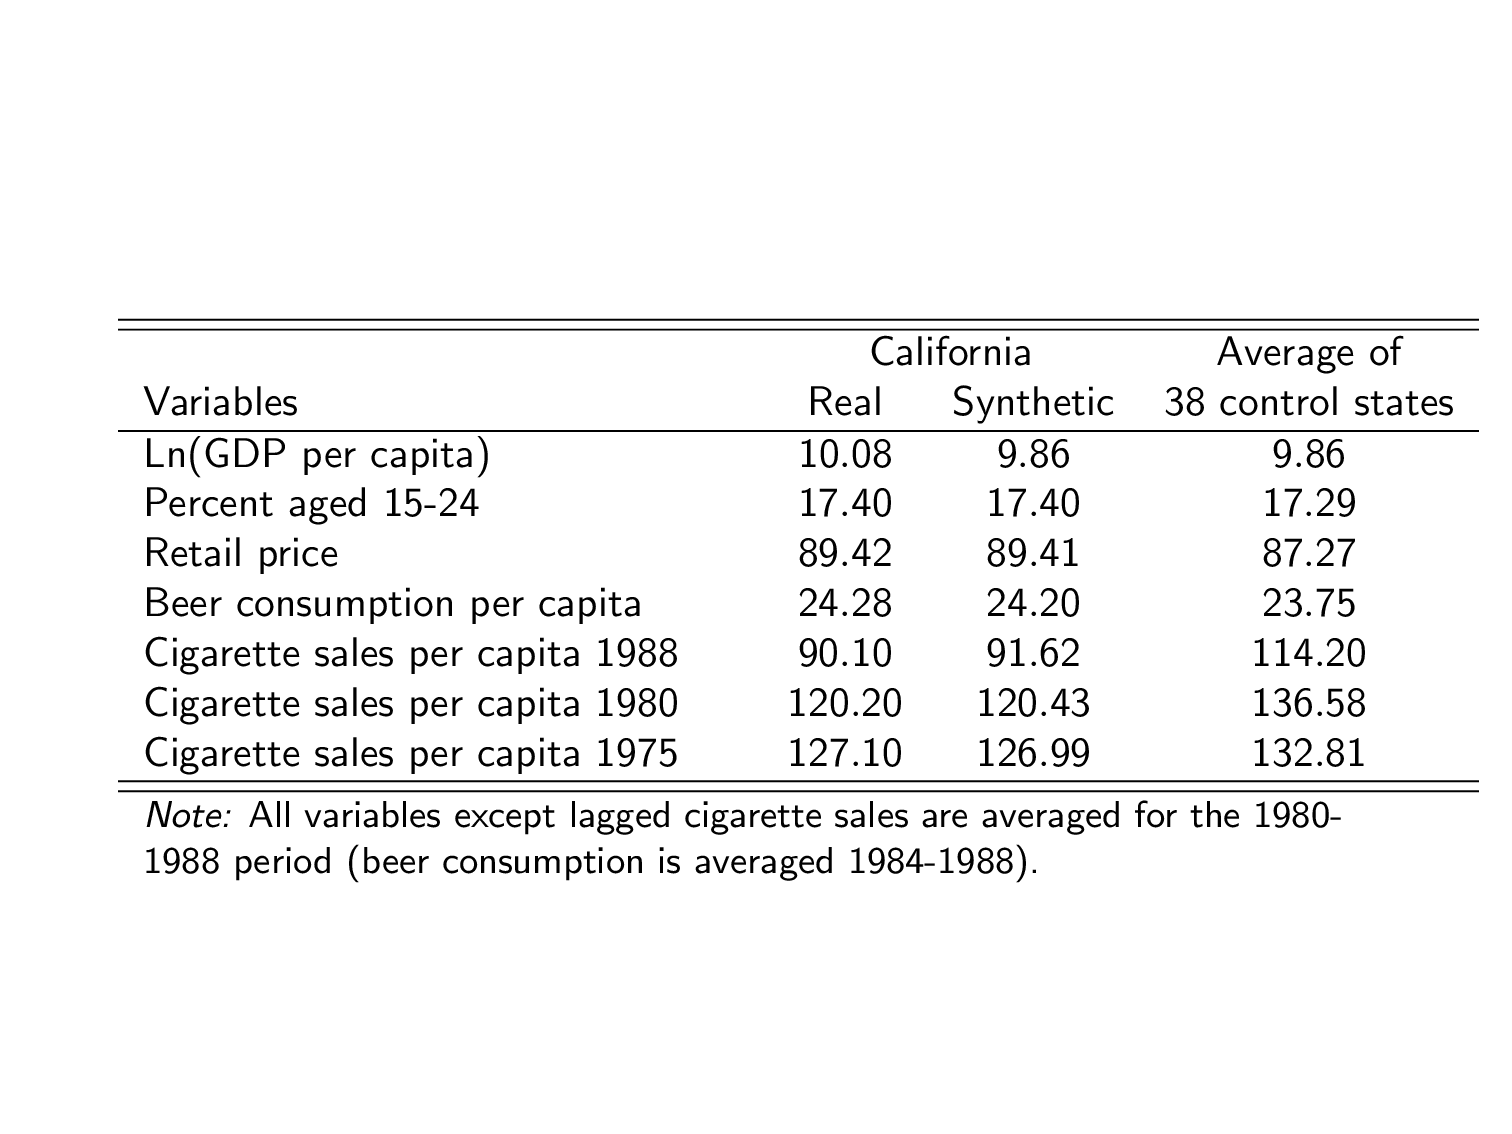 California Average of
Variables Real Synthetic 38 control states
Ln(GDP per capita) 10.08 9.86 9.86
Percent aged 15-24 17.40 17.40 17.29
Retail price 89.42 89.41 87.27
Beer consumption per capita 24.28 24.20 23.75
Cigarette sales per capita 1988 90.10 91.62 114.20
Cigarette sales per capita 1980 120.20 120.43 136.58
Cigarette sales per capita 1975 127.10 126.99 132.81
Note: All variables except lagged cigarette sales are averaged for the 1980-
1988 period (beer consumption is averaged 1984-1988).